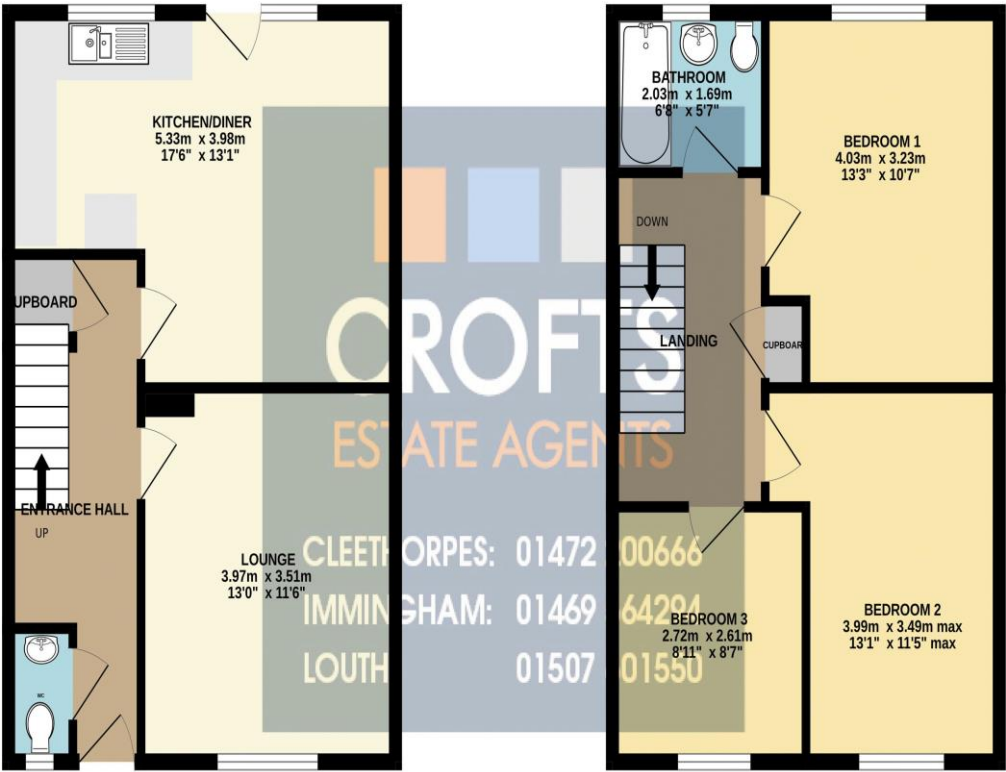 KITCHEN/DINER
5.33m x 3.98m
17'6" x 13'1"
UPBOARD
ENTRANCE HALL
UP
LOUNGE
3.97m x 3.51m
13'0" x 11'6"
WC
BATHROOM
2.03m x 1.69m
6'8" x 5'7"
BEDROOM 1
4.03m x 3.23m
13'3" x 10'7"
DOWN
LANDING
CUPBOAR
BEDROOM 3
2.72m x 2.61m
8'11" x 8'7"
BEDROOM 2
3.99m x 3.49m max
13'1" x 11'5" max
CROFTS
ESTATE AGENTS
CLEETHORPES: 01472 200666
IMMINGHAM: 01469
LOUTH 01507